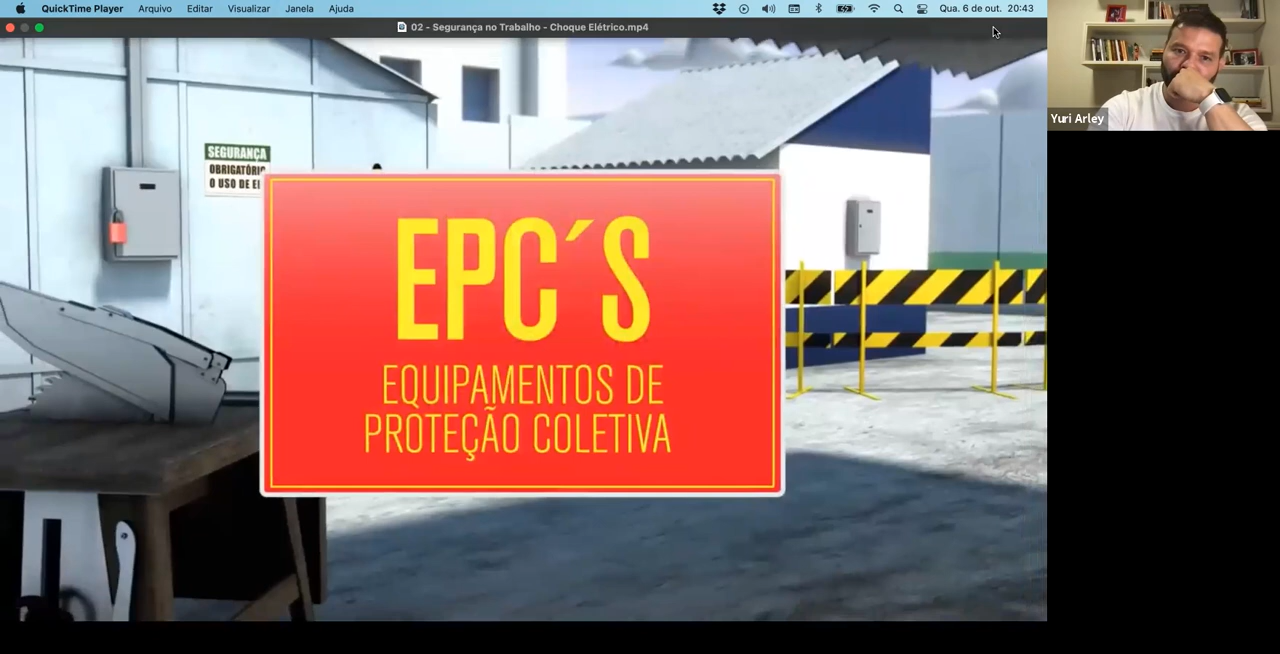 QuickTime Player Arquivo Editar Visualizar Janela Ajuda
Qua. 6 de out. 20:43
02 - Segurança no Trabalho - Choque Elétrico.mp4
Yuri Arley
SEGURANÇA
OBRIGATÓRIO
O USO DE E
EPC´S
EQUIPAMENTOS DE
PROTEÇÃO COLETIVA